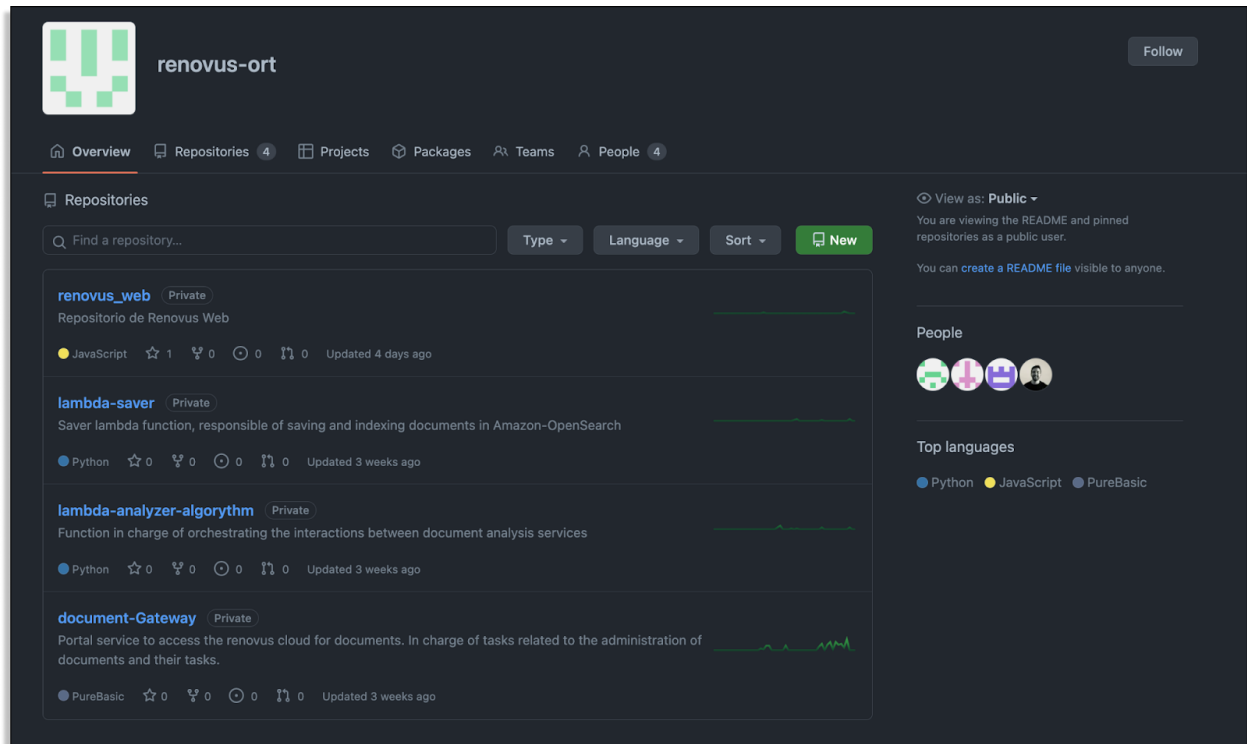 renovus-ort
Follow
Overview
Repositories 4
Projects
Packages
Teams
People 4
Repositories
Find a repository...
Type
Language
Sort
New
renovus_web Private
Repositorio de Renovus Web
JavaScript 1 0 0 0 Updated 4 days ago
lambda-saver Private
Saver lambda function, responsible of saving and indexing documents in Amazon-OpenSearch
Python 0 0 0 0 Updated 3 weeks ago
lambda-analyzer-algorythm Private
Function in charge of orchestrating the interactions between document analysis services
Python 0 0 0 0 Updated 3 weeks ago
document-Gateway Private
Portal service to access the renovus cloud for documents. In charge of tasks related to the administration of
documents and their tasks.
PureBasic 0 0 0 0 Updated 3 weeks ago
View as: Public
You are viewing the README and pinned
repositories as a public user.
You can create a README file visible to anyone.
People
Top languages
Python JavaScript PureBasic